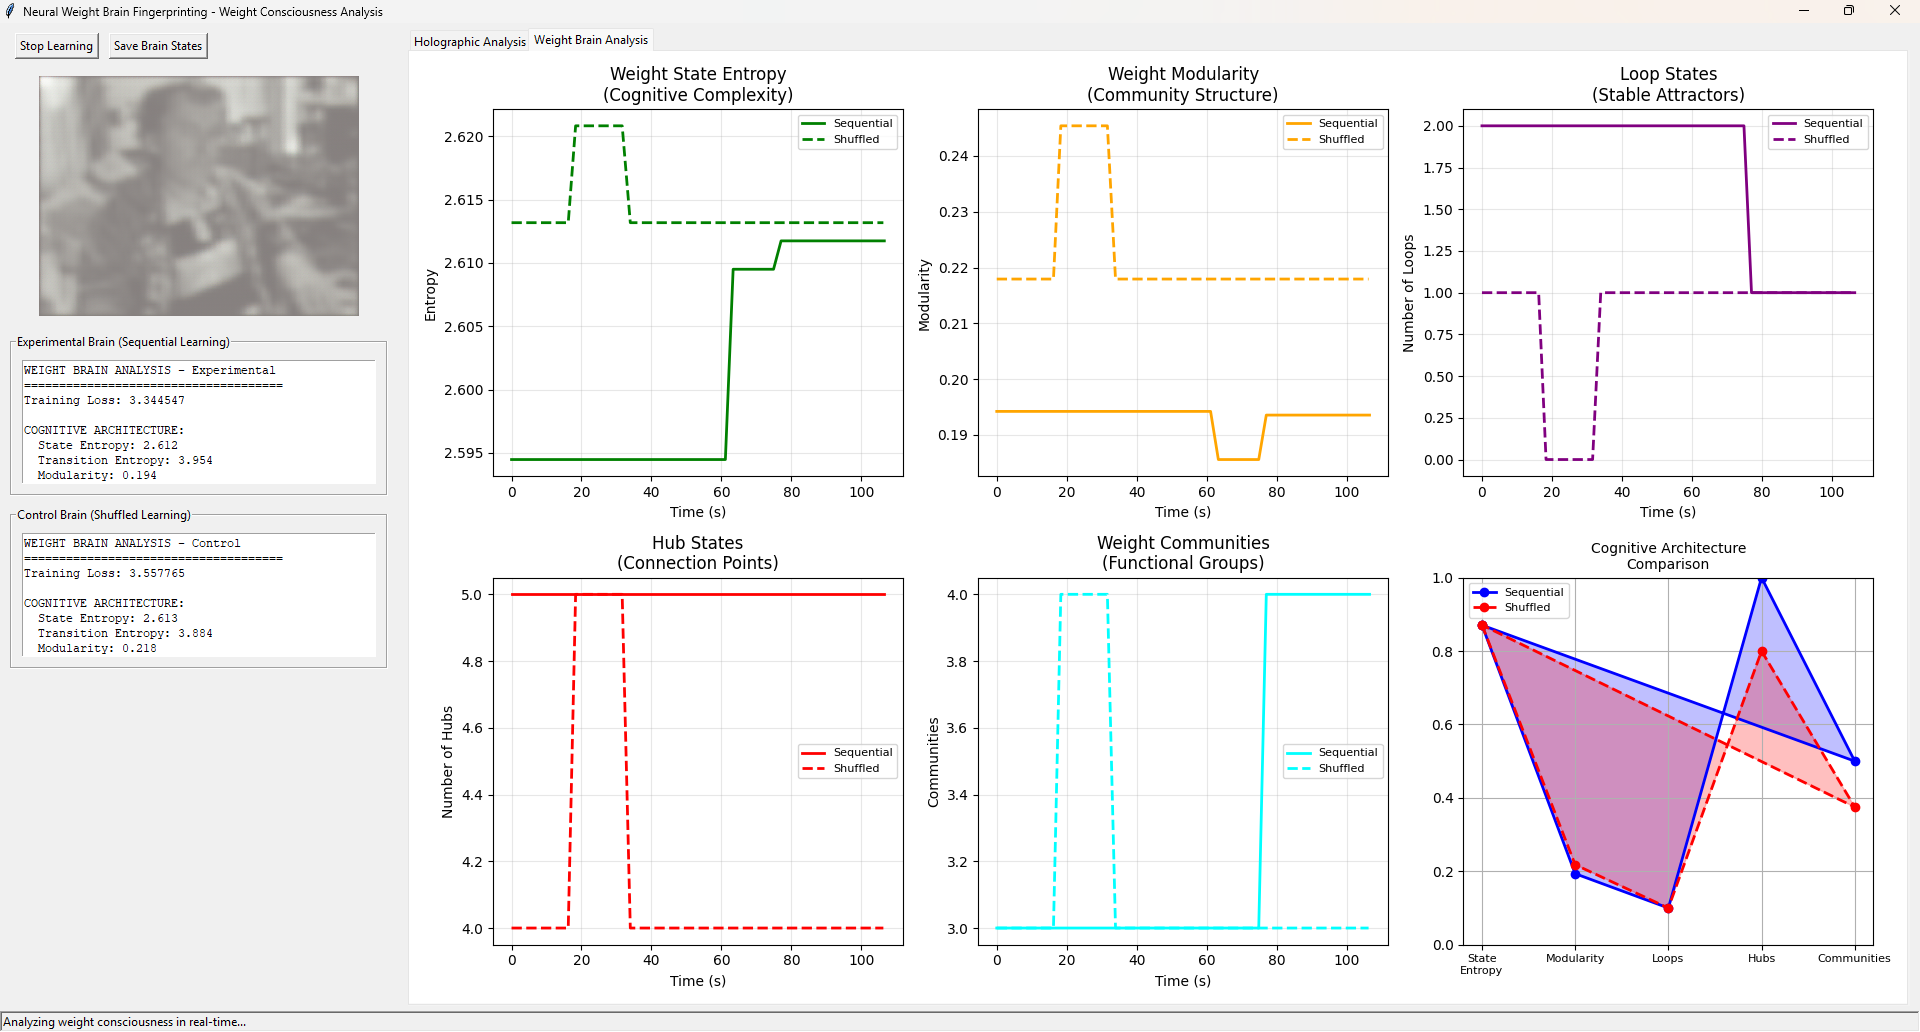 Neural Weight Brain Fingerprinting - Weight Consciousness Analysis
Stop Learning
Save Brain States
Experimental Brain (Sequential Learning)
WEIGHT BRAIN ANALYSIS - Experimental
=====================================
Training Loss: 3.344547
COGNITIVE ARCHITECTURE:
State Entropy: 2.612
Transition Entropy: 3.954
Modularity: 0.194
Control Brain (Shuffled Learning)
WEIGHT BRAIN ANALYSIS - Control
=====================================
Training Loss: 3.557765
COGNITIVE ARCHITECTURE:
State Entropy: 2.613
Transition Entropy: 3.884
Modularity: 0.218
Holographic Analysis
Weight Brain Analysis
Weight State Entropy
(Cognitive Complexity)
Sequential
Shuffled
2.620
2.615
2.610
2.605
2.600
2.595
Entropy
0 20 40 60 80 100
Time (s)
Weight Modularity
(Community Structure)
Sequential
Shuffled
0.24
0.23
0.22
0.21
0.20
0.19
Modularity
0 20 40 60 80 100
Time (s)
Loop States
(Stable Attractors)
Sequential
Shuffled
2.00
1.75
1.50
1.25
1.00
0.75
0.50
0.25
0.00
Number of Loops
0 20 40 60 80 100
Time (s)
Hub States
(Connection Points)
5.0
4.8
4.6
4.4
4.2
4.0
Number of Hubs
Sequential
Shuffled
0 20 40 60 80 100
Time (s)
Weight Communities
(Functional Groups)
4.0
3.8
3.6
3.4
3.2
3.0
Communities
Sequential
Shuffled
0 20 40 60 80 100
Time (s)
Cognitive Architecture
Comparison
Sequential
Shuffled
1.0
0.8
0.6
0.4
0.2
0.0
State
Entropy
Modularity
Loops
Hubs
Communities
Analyzing weight consciousness in real-time...